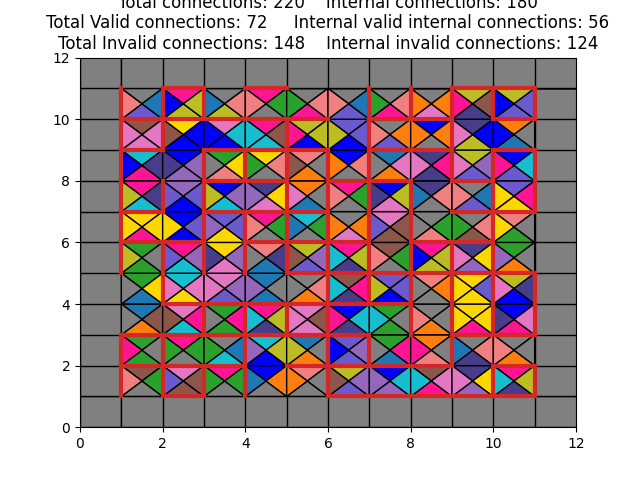 Total connections: 220    Internal connections: 180
Total Valid connections: 72     Internal valid internal connections: 56
Total Invalid connections: 148    Internal invalid connections: 124
12
10
8
6
4
2
0
0 2 4 6 8 10 12